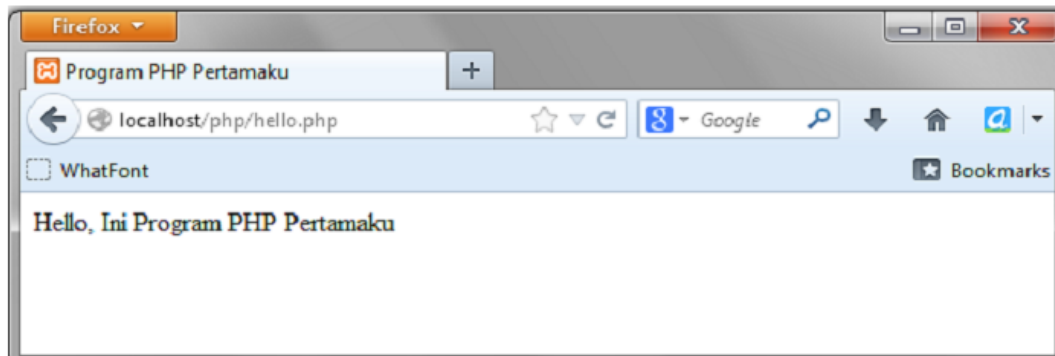 Firefox
Program PHP Pertamaku
localhost/php/hello.php
Google
WhatFont
Bookmarks
Hello, Ini Program PHP Pertamaku